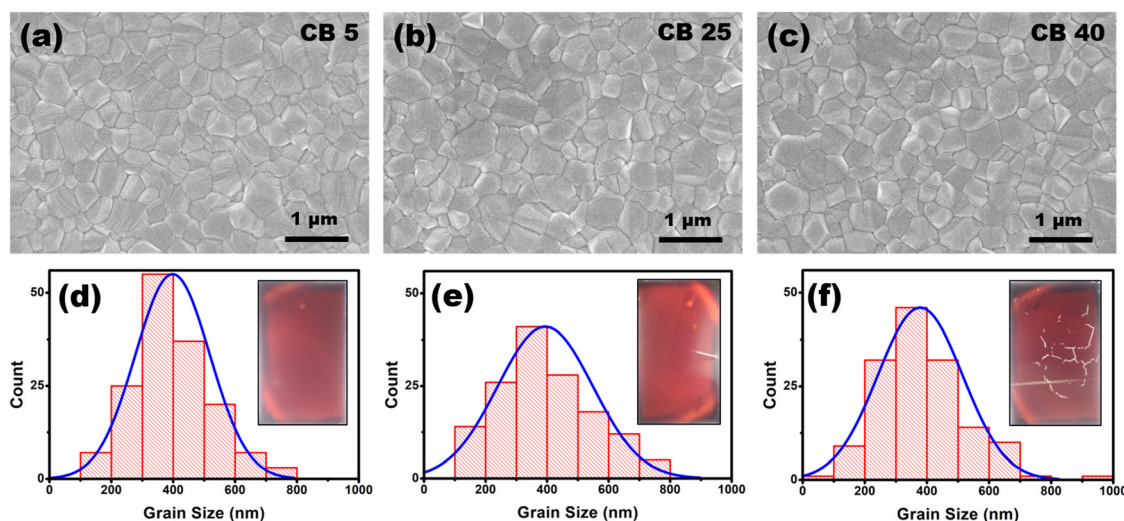 (a) CB 5
(b) CB 25
(c) CB 40
1 µm
1 µm
1 µm
(d)
50
25
0
Count
0 200 400 600 800 1000
Grain Size (nm)
(e)
50
25
0
Count
0 200 400 600 800 1000
Grain Size (nm)
(f)
50
25
0
Count
0 200 400 600 800 1000
Grain Size (nm)